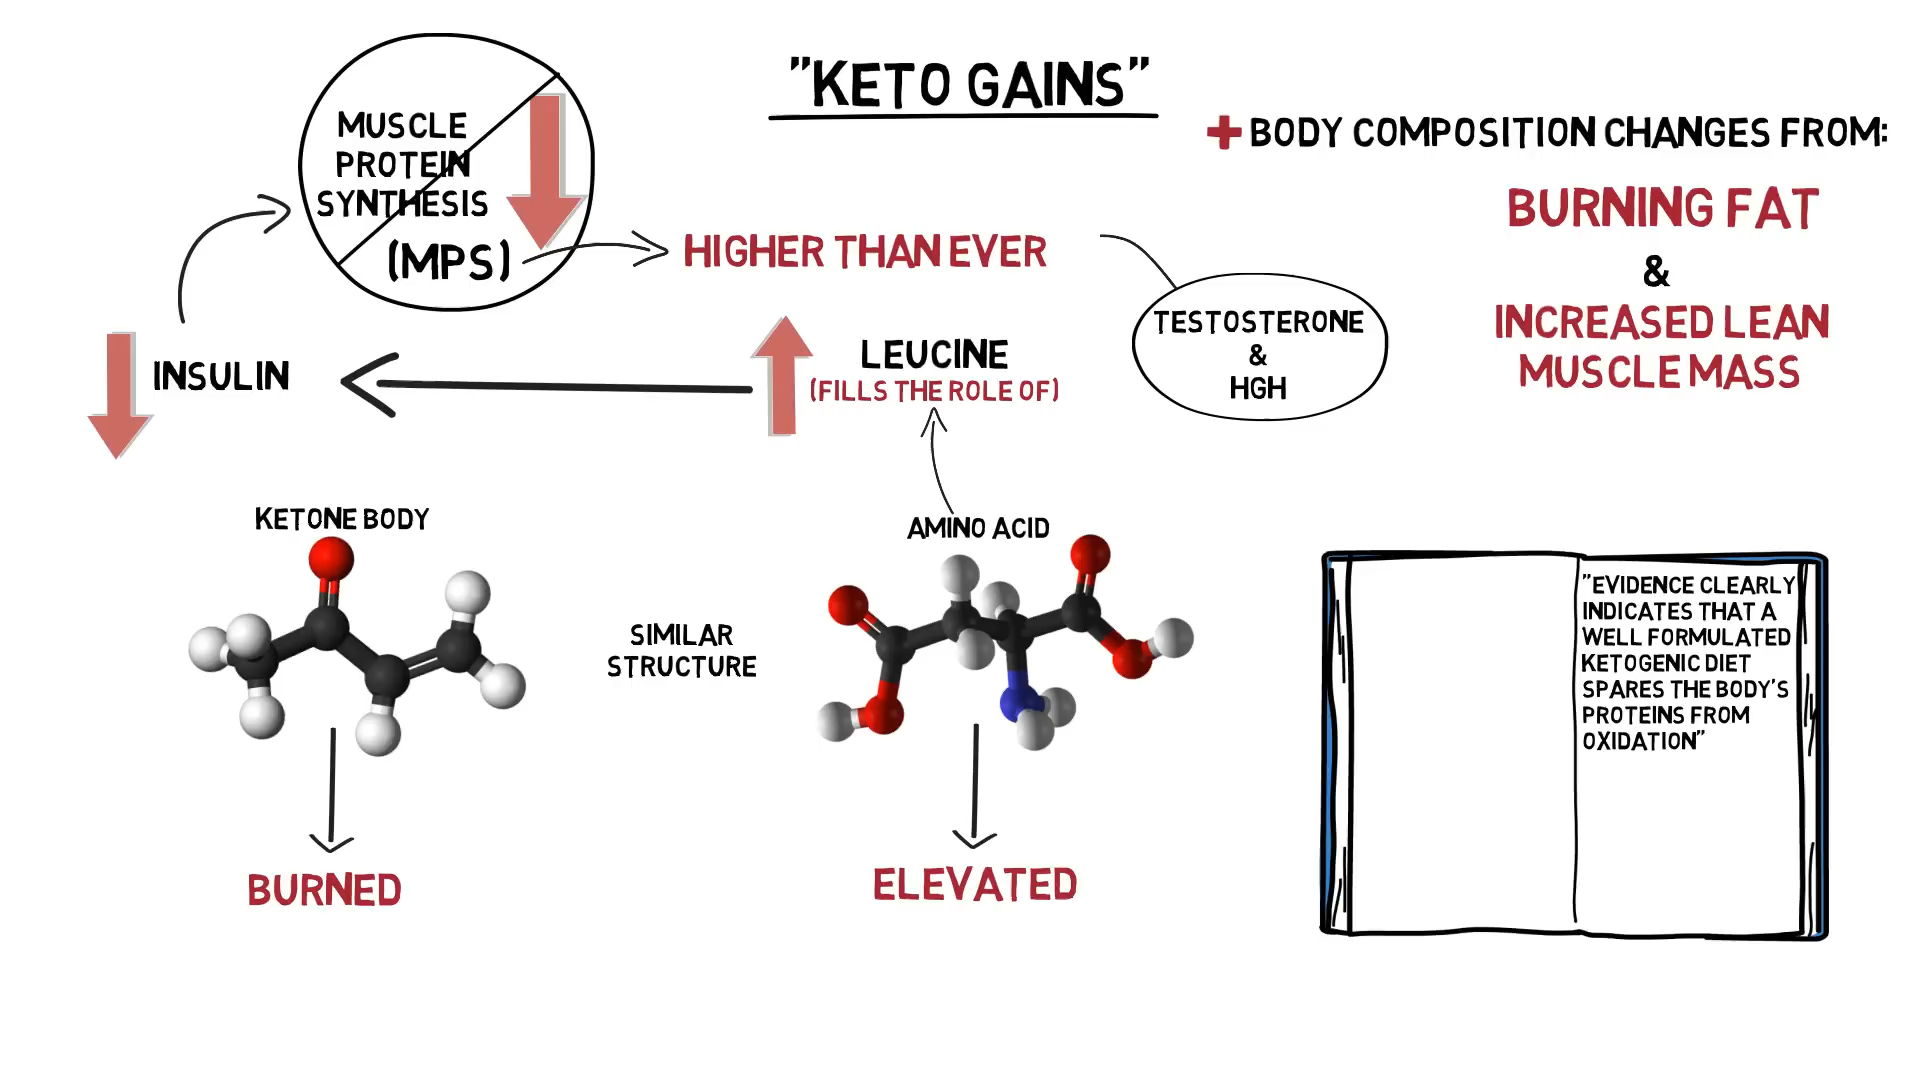 "KETO GAINS"
MUSCLE
PROTEIN
SYNTHESIS
(MPS)
HIGHER THAN EVER
+ BODY COMPOSITION CHANGES FROM:
BURNING FAT
&
INCREASED LEAN
MUSCLE MASS
TESTOSTERONE
&
HGH
INSULIN
LEUCINE
(FILLS THE ROLE OF)
KETONE BODY
AMINO ACID
SIMILAR
STRUCTURE
BURNED
ELEVATED
"EVIDENCE CLEARLY
INDICATES THAT A
WELL FORMULATED
KETOGENIC DIET
SPARES THE BODY'S
PROTEINS FROM
OXIDATION"